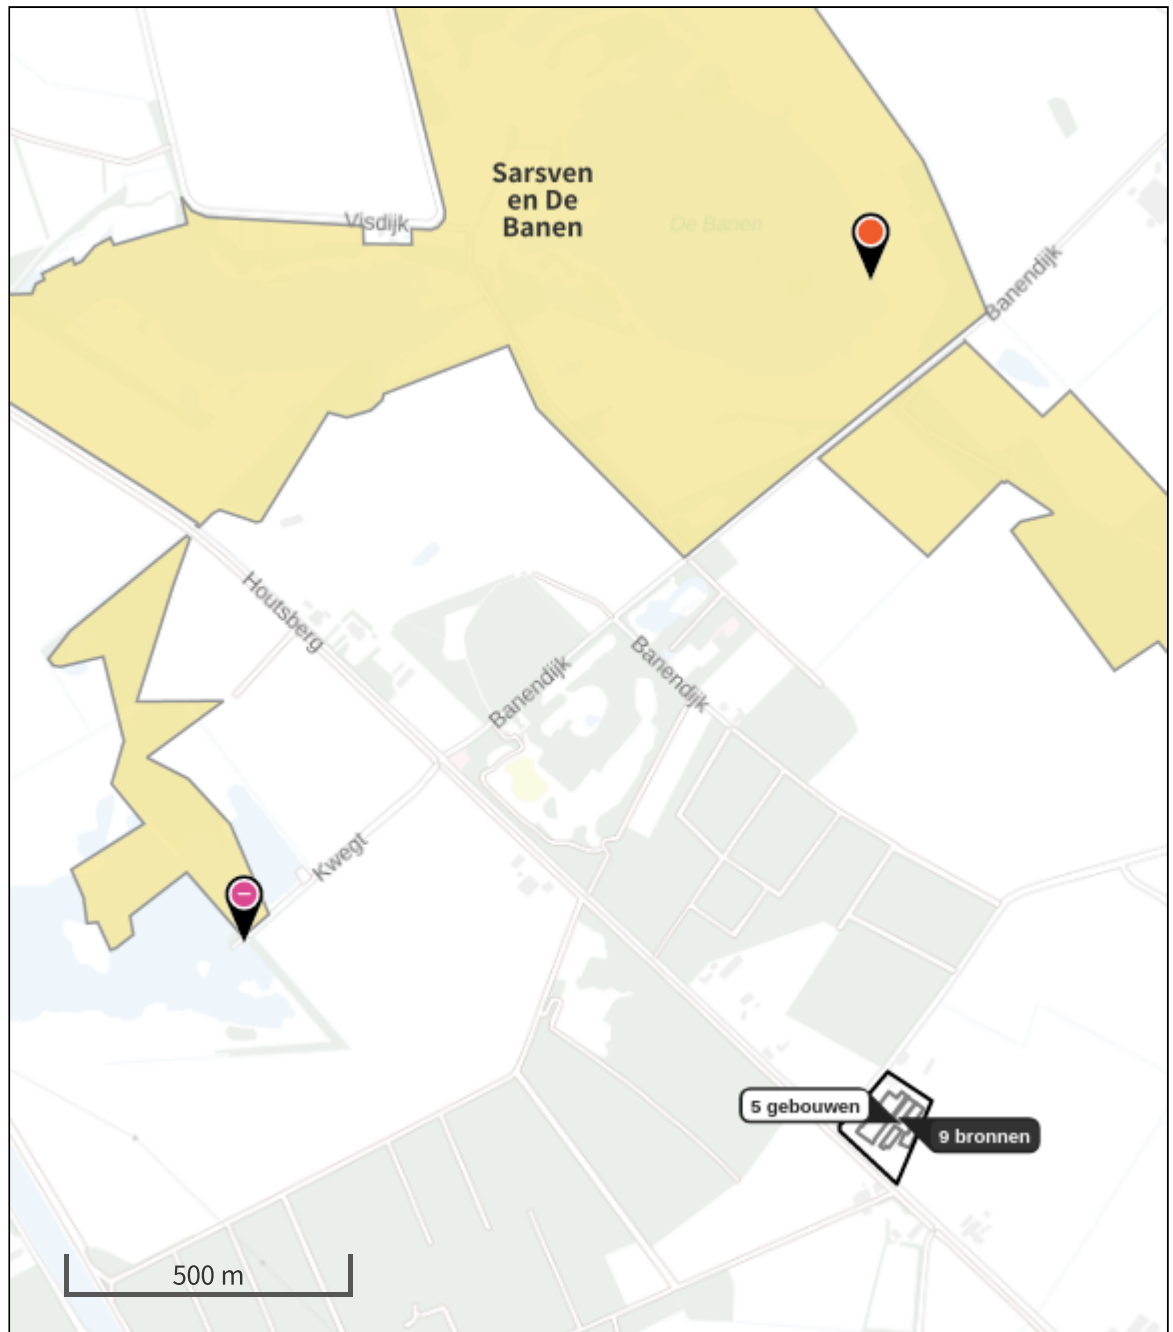 Sarsven
en De
Banen
Visdijk
De Banen
Banendijk
Houtsberg
Banendijk
Banendijk
Kwegt
5 gebouwen
9 bronnen
500 m